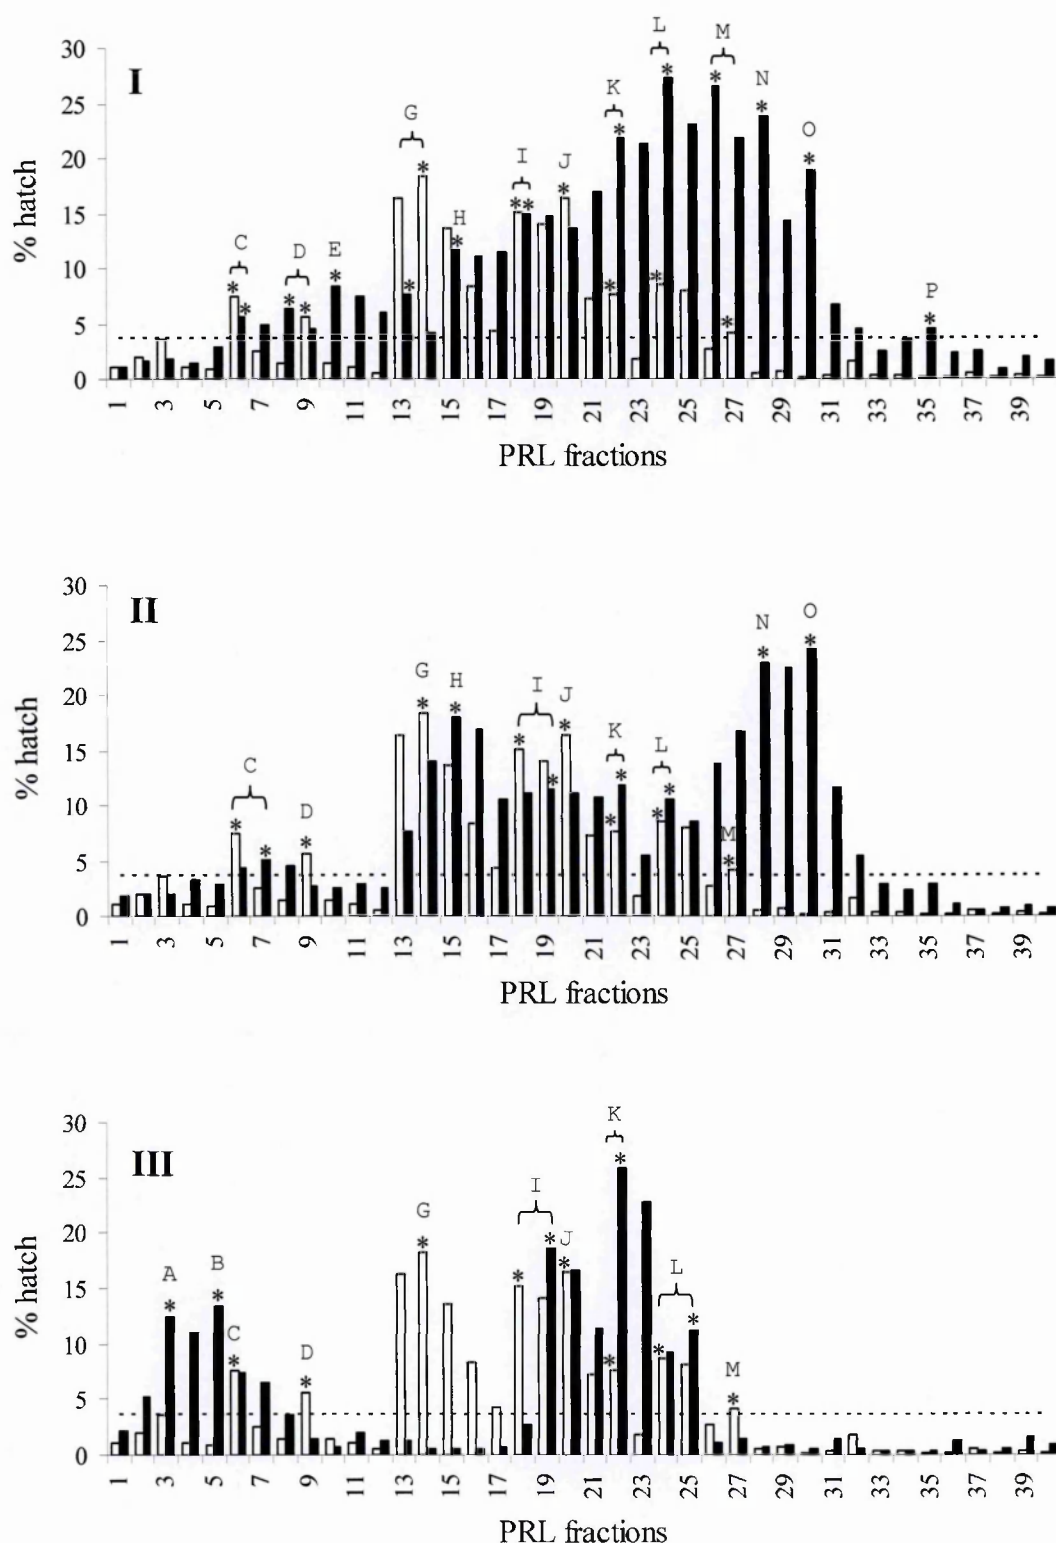 L M
30
I
K N
25
G
O
20
I J
% hatch
15
H
10
C D E
P
5
0
1 3 5 7 9 11 13 15 17 19 21 23 25 27 29 31 33 35 37 39
PRL fractions
30
II
N O
25
G H I J
20
% hatch
K L
15
C
10
D
M
5
0
1 3 5 7 9 11 13 15 17 19 21 23 25 27 29 31 33 35 37 39
PRL fractions
K
30
III
25
I
G
20
J
% hatch
A B
15
L
C
10
D
M
5
0
1 3 5 7 9 11 13 15 17 19 21 23 25 27 29 31 33 35 37 39
PRL fractions